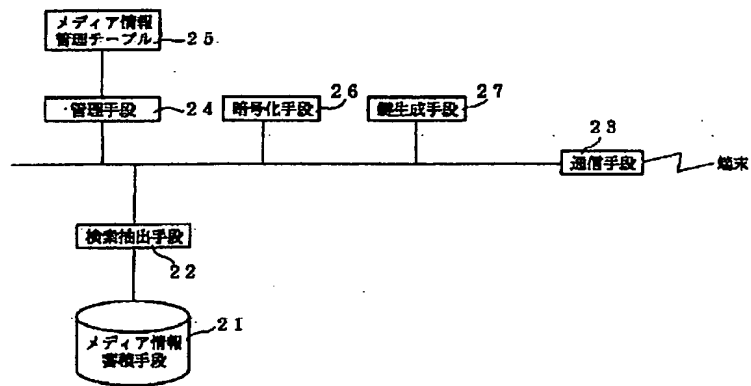 メディア情報
管理テーブル
25
管理手段
24
暗号化手段
26
鍵生成手段
27
通信手段
23
端末
検索抽出手段
22
メディア情報
蓄積手段
21